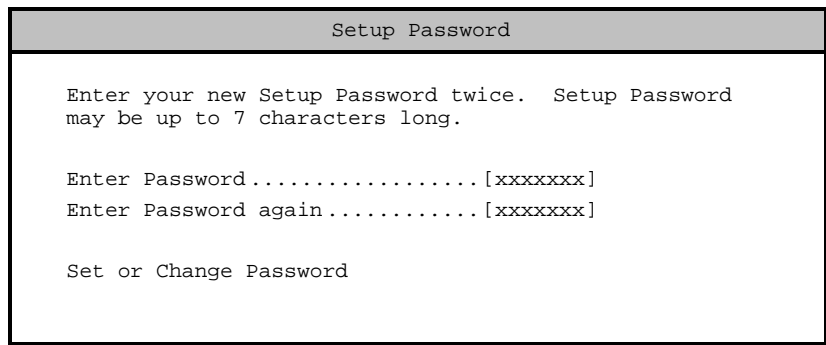 Setup Password
Enter your new Setup Password twice.  Setup Password
may be up to 7 characters long.
Enter Password..................[xxxxxxx]
Enter Password again............[xxxxxxx]
Set or Change Password